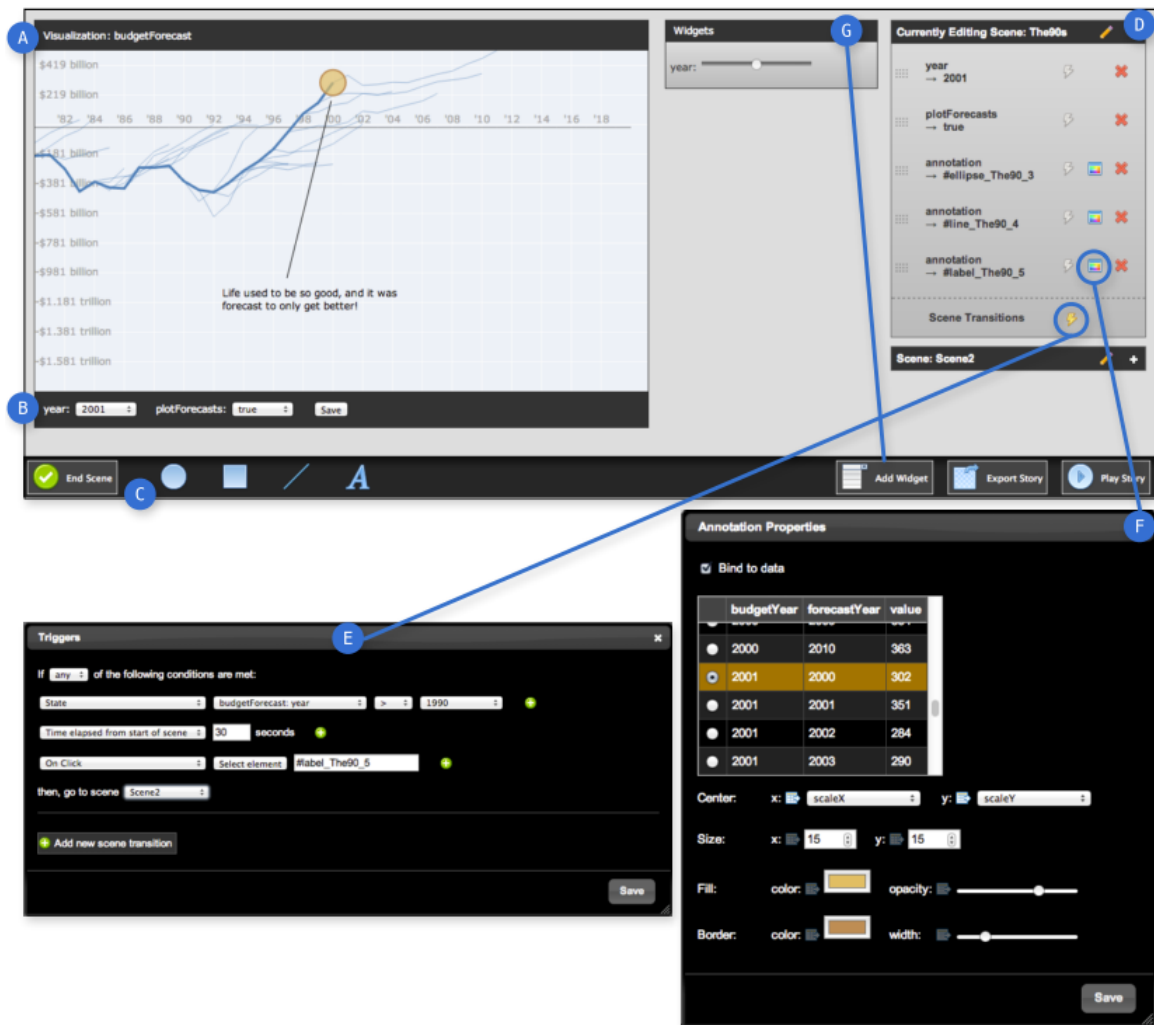 A
Visualization: budgetForecast
$419 billion
$219 billion
'82 '84 '86 '88 '90 '92 '94 '96 '98 '00 '02 '04 '06 '08 '10 '12 '14 '16 '18
-$181 billion
-$381 billion
-$581 billion
-$781 billion
-$981 billion
-$1.181 trillion
-$1.381 trillion
-$1.581 trillion
Life used to be so good, and it was
forecast to only get better!
B
year: 2001 plotForecasts: true Save
Widgets
G
year:
Currently Editing Scene: The90s
D
year
→ 2001
plotForecasts
→ true
annotation
→ #ellipse_The90_3
annotation
→ #line_The90_4
annotation
→ #label_The90_5
Scene Transitions
Scene: Scene2 +
End Scene
C
A
Add Widget
Export Story
Play Story
Triggers
E
x
If any of the following conditions are met:
State budgetForecast: year > 1990
Time elapsed from start of scene 30 seconds
On Click Select element #label_The90_5
then, go to scene Scene2
Add new scene transition
Save
Annotation Properties
F
Bind to data
budgetYear forecastYear value
2000 2010 363
2001 2000 302
2001 2001 351
2001 2002 284
2001 2003 290
Center: x: scaleX y: scaleY
Size: x: 15 y: 15
Fill: color: opacity:
Border: color: width:
Save